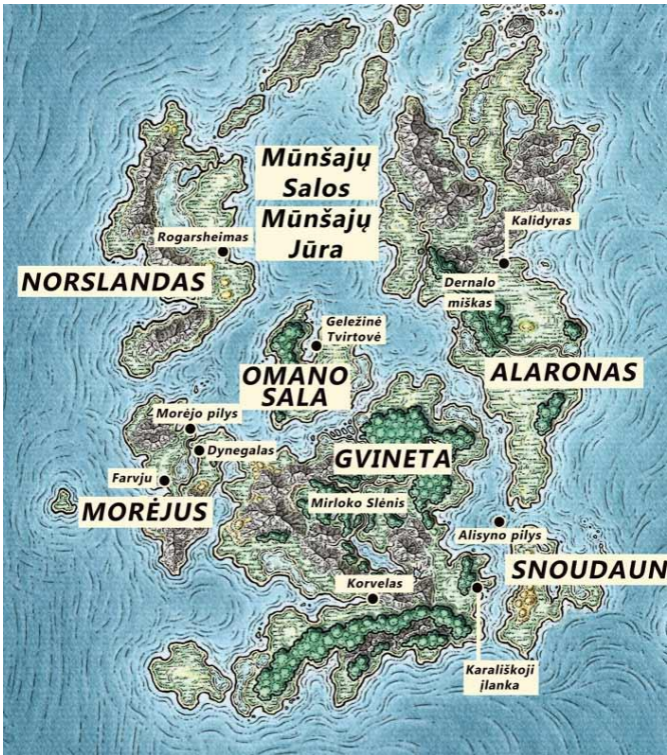 Mūnšajų
Salos
Mūnšajų
Jūra
Kalidyras
Rogarsheimas
NORSLANDAS
Dernalo
miškas
Geležinė
Tvirtovė
OMANO
SALA
ALARONAS
Morėjo pilys
Dynegalas
GVINETA
Farvju
MORĖJUS
Mirloko Slėnis
Alisyno pilys
SNOUDAUN
Korvelas
Karališkoji
įlanka